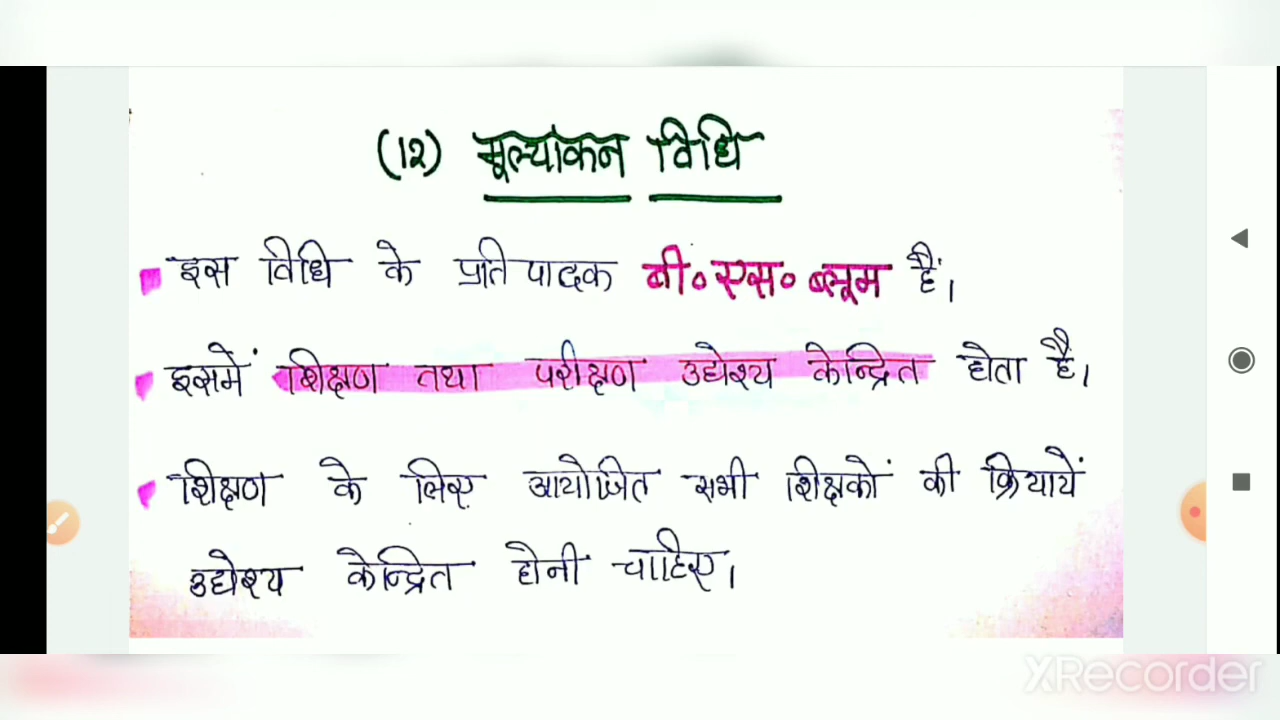 (12) मूल्यांकन विधि
इस विधि के प्रतिपादक बी॰ एस॰ ब्लूम हैं।
इसमें शिक्षण तथा परीक्षण उद्येश्य केन्द्रित होता है।
शिक्षण के लिए आयोजित सभी शिक्षकों की क्रियायें
उद्येश्य केन्द्रित होनी चाहिए।
XRecorder